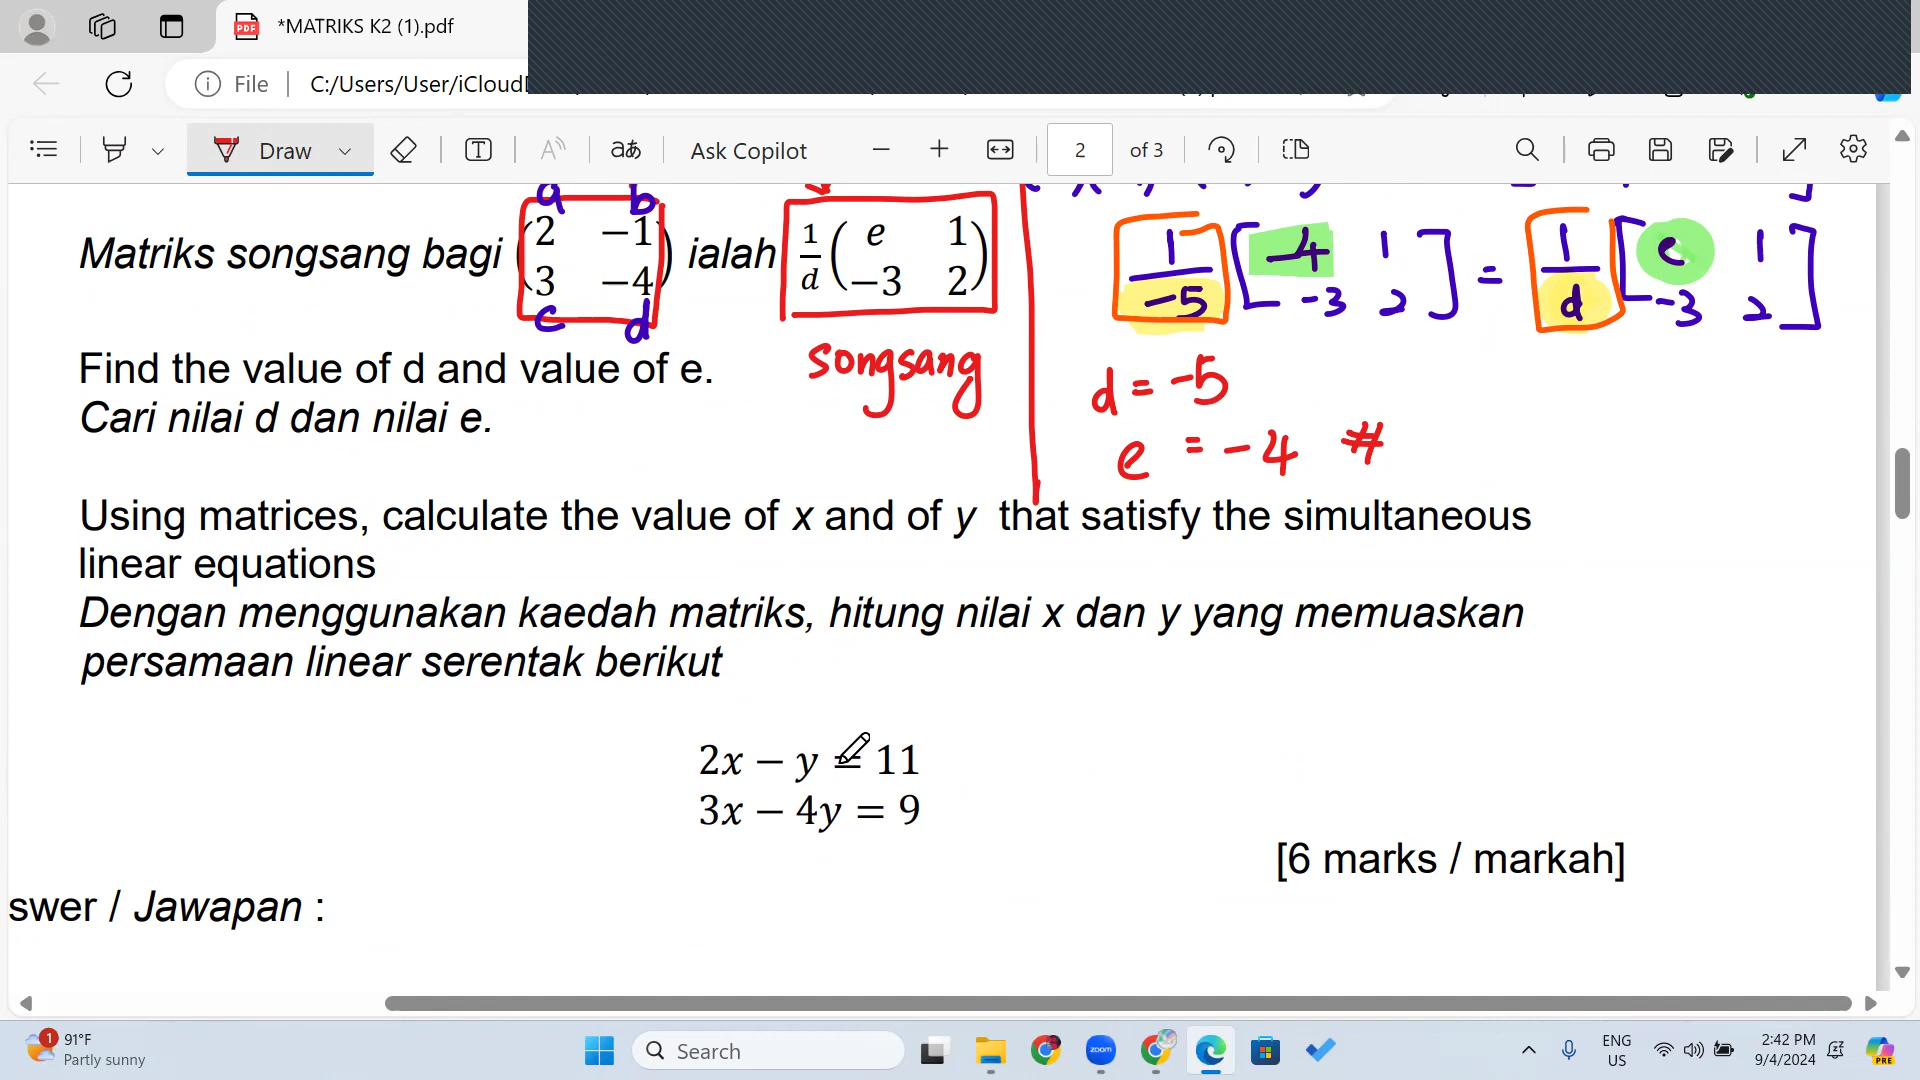 *MATRIKS K2 (1).pdf
File
C:/Users/User/iCloudD
Draw
Ask Copilot
2 of 3
a b
Matriks songsang bagi (2 −1 3 −4) ialah 1/d (e 1 −3 2)
c d
1/-5 [-4 1 -3 2] = 1/d [e 1 -3 2]
songsang
Find the value of d and value of e.
Cari nilai d dan nilai e.
d = -5
e = -4 #
Using matrices, calculate the value of x and of y that satisfy the simultaneous
linear equations
Dengan menggunakan kaedah matriks, hitung nilai x dan y yang memuaskan
persamaan linear serentak berikut
2x − y = 11
3x − 4y = 9
[6 marks / markah]
swer / Jawapan :
1
91°F
Partly sunny
Search
zoom
ENG
US
2:42 PM
9/4/2024
PRE